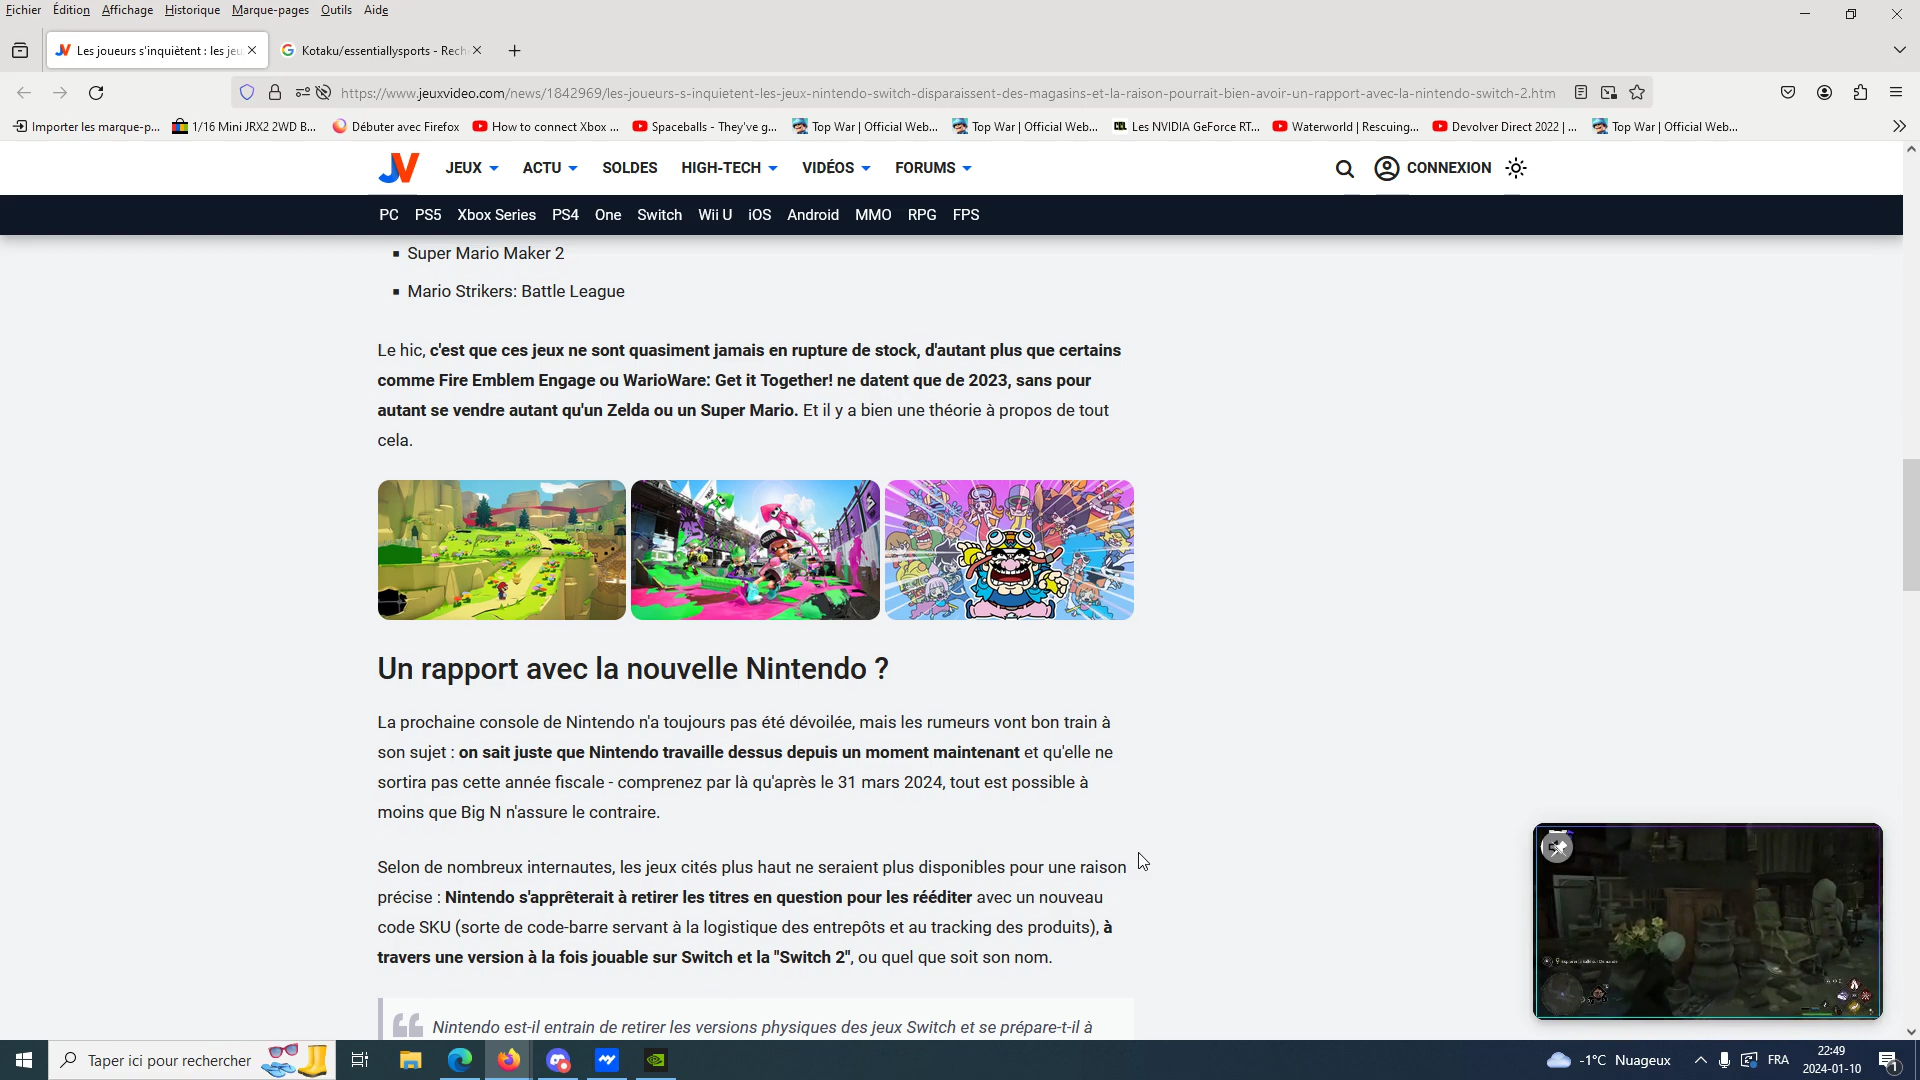 Fichier Édition Affichage Historique Marque-pages Outils Aide
Les joueurs s'inquiètent : les jeu
Kotaku/essentiallysports - Rech
https://www.jeuxvideo.com/news/1842969/les-joueurs-s-inquietent-les-jeux-nintendo-switch-disparaissent-des-magasins-et-la-raison-pourrait-bien-avoir-un-rapport-avec-la-nintendo-switch-2.htm
Importer les marque-p... 1/16 Mini JRX2 2WD B... Débuter avec Firefox How to connect Xbox ... Spaceballs - They've g... Top War | Official Web... Top War | Official Web... Les NVIDIA GeForce RT... Waterworld | Rescuing... Devolver Direct 2022 | ... Top War | Official Web...
JV JEUX ACTU SOLDES HIGH-TECH VIDÉOS FORUMS CONNEXION
PC PS5 Xbox Series PS4 One Switch Wii U iOS Android MMO RPG FPS
Super Mario Maker 2
Mario Strikers: Battle League
Le hic, c'est que ces jeux ne sont quasiment jamais en rupture de stock, d'autant plus que certains
comme Fire Emblem Engage ou WarioWare: Get it Together! ne datent que de 2023, sans pour
autant se vendre autant qu'un Zelda ou un Super Mario. Et il y a bien une théorie à propos de tout
cela.
Un rapport avec la nouvelle Nintendo ?
La prochaine console de Nintendo n'a toujours pas été dévoilée, mais les rumeurs vont bon train à
son sujet : on sait juste que Nintendo travaille dessus depuis un moment maintenant et qu'elle ne
sortira pas cette année fiscale - comprenez par là qu'après le 31 mars 2024, tout est possible à
moins que Big N n'assure le contraire.
Selon de nombreux internautes, les jeux cités plus haut ne seraient plus disponibles pour une raison
précise : Nintendo s'apprêterait à retirer les titres en question pour les rééditer avec un nouveau
code SKU (sorte de code-barre servant à la logistique des entrepôts et au tracking des produits), à
travers une version à la fois jouable sur Switch et la "Switch 2", ou quel que soit son nom.
Nintendo est-il entrain de retirer les versions physiques des jeux Switch et se prépare-t-il à
Taper ici pour rechercher
-1°C Nuageux
FRA
22:49
2024-01-10
1